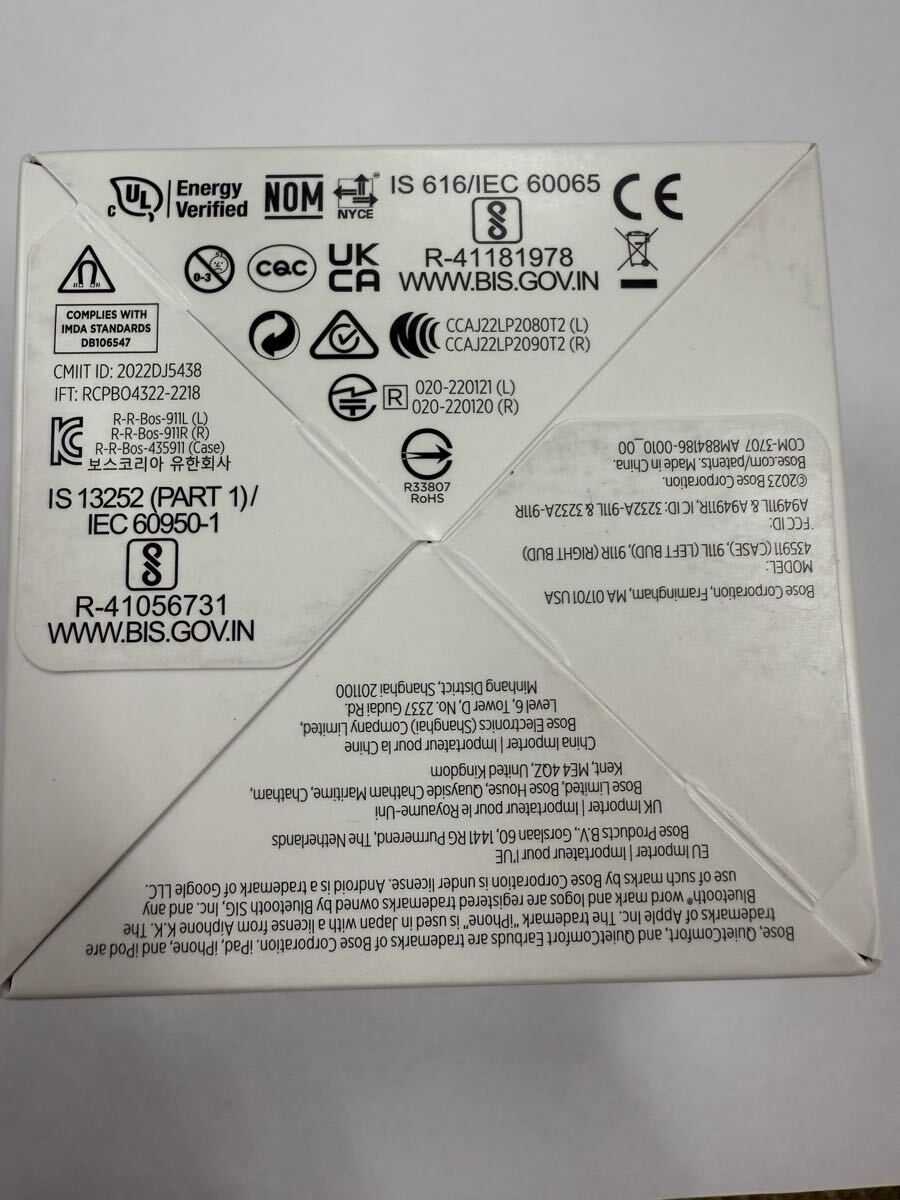 c UL
Energy
Verified
NOM
NYCE
IS 616/IEC 60065
CE
R-41181978
WWW.BIS.GOV.IN
0-3
CQC
UK
CA
COMPLIES WITH
IMDA STANDARDS
DB106547
CCAJ22LP2080T2 (L)
CCAJ22LP2090T2 (R)
CMIIT ID: 2022DJ5438
IFT: RCPBO4322-2218
R
020-220121 (L)
020-220120 (R)
R-R-Bos-911L (L)
R-R-Bos-911R (R)
R-R-Bos-435911 (Case)
보스코리아 유한회사
R33807
RoHS
IS 13252 (PART 1)/
IEC 60950-1
R-41056731
WWW.BIS.GOV.IN
Bose Corporation, Framingham, MA 01701 USA
MODEL:
435911 (CASE), 911L (LEFT BUD), 911R (RIGHT BUD)
FCC ID:
A94911L & A94911R, IC ID: 3232A-911L & 3232A-911R
©2023 Bose Corporation.
Bose.com/patents. Made in China.
COM-3707 AM884186-0010_00
Bose, QuietComfort, and QuietComfort Earbuds are trademarks of Bose Corporation. iPad, iPhone, and iPod are
trademarks of Apple Inc. The trademark "iPhone" is used in Japan with a license from Aiphone K.K. The
Bluetooth® word mark and logos are registered trademarks owned by Bluetooth SIG, Inc. and any
use of such marks by Bose Corporation is under license. Android is a trademark of Google LLC.
EU Importer | Importateur pour l'UE
Bose Products B.V., Gorslaan 60, 1441 RG Purmerend, The Netherlands
UK Importer | Importateur pour le Royaume-Uni
Bose Limited, Bose House, Quayside Chatham Maritime, Chatham,
Kent, ME4 4QZ, United Kingdom
China Importer | Importateur pour la Chine
Bose Electronics (Shanghai) Company Limited,
Level 6, Tower D, No. 2337 Gudai Rd.
Minhang District, Shanghai 201100